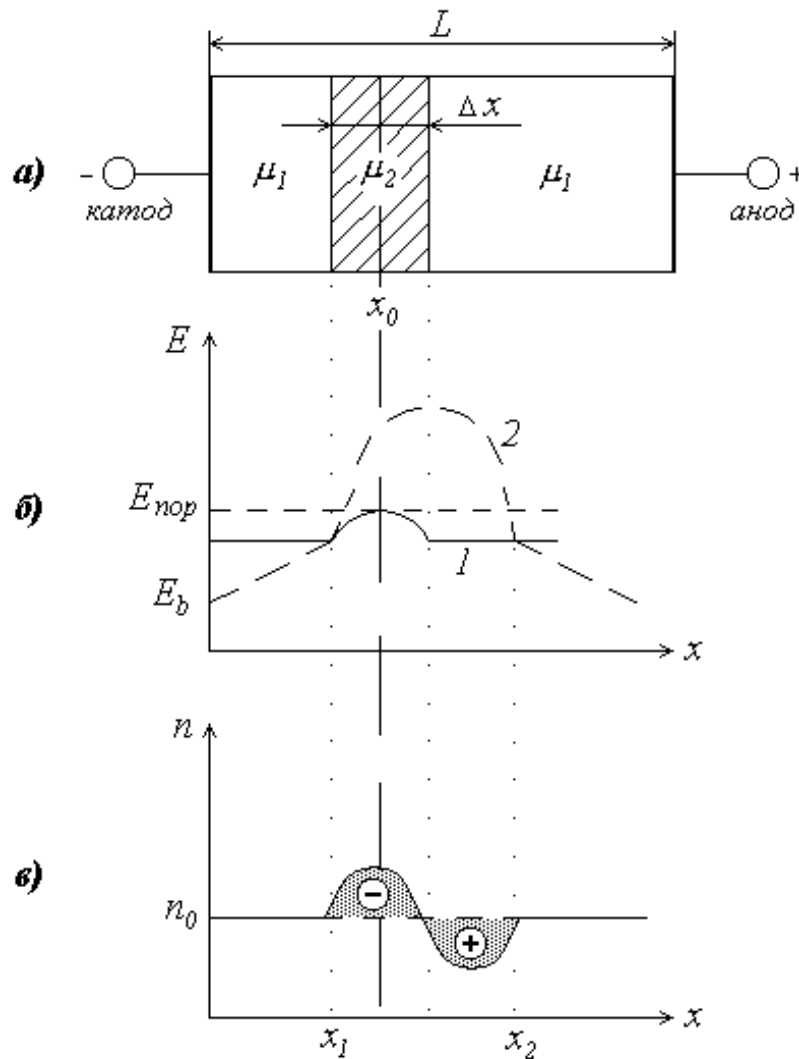 L
Δx
а) - μ1 μ2 μ1 +
катод анод
x0
E
2
Eпор
б)
1
Eb
x
n
в)
-
n0
+
x1 x2 x